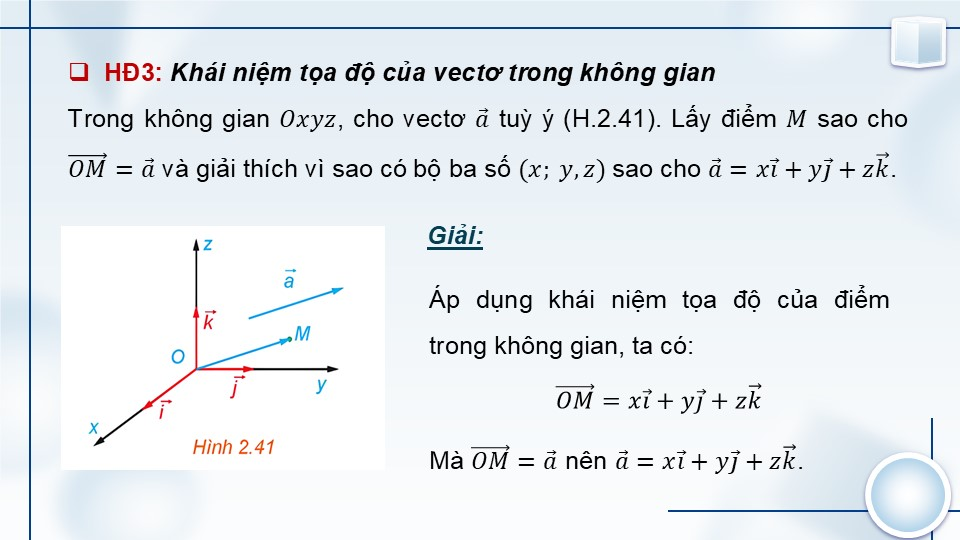 ❑ HĐ3: Khái niệm tọa độ của vectơ trong không gian
Trong không gian 𝑂𝑥𝑦𝑧, cho vectơ 𝑎⃗ tuỳ ý (H.2.41). Lấy điểm 𝑀 sao cho
𝑂𝑀⃗ = 𝑎⃗ và giải thích vì sao có bộ ba số (𝑥; 𝑦, 𝑧) sao cho 𝑎⃗ = 𝑥𝑖⃗ + 𝑦𝑗⃗ + 𝑧𝑘⃗.
z
a⃗
k⃗
M
O
j⃗
y
i⃗
x
Hình 2.41
Giải:
Áp dụng khái niệm tọa độ của điểm
trong không gian, ta có:
𝑂𝑀⃗ = 𝑥𝑖⃗ + 𝑦𝑗⃗ + 𝑧𝑘⃗
Mà 𝑂𝑀⃗ = 𝑎⃗ nên 𝑎⃗ = 𝑥𝑖⃗ + 𝑦𝑗⃗ + 𝑧𝑘⃗.